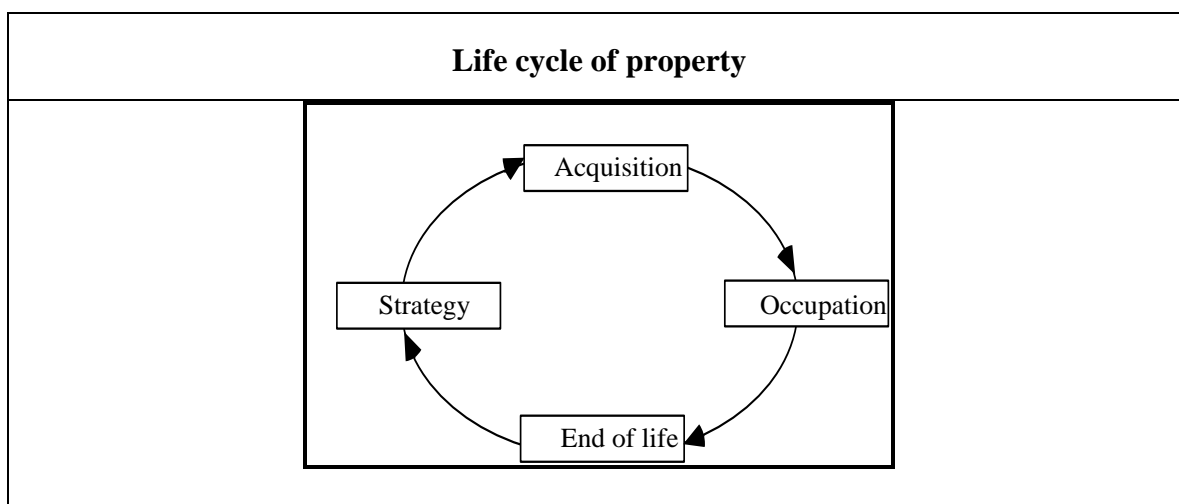 Life cycle of property
Acquisition
Strategy
Occupation
End of life